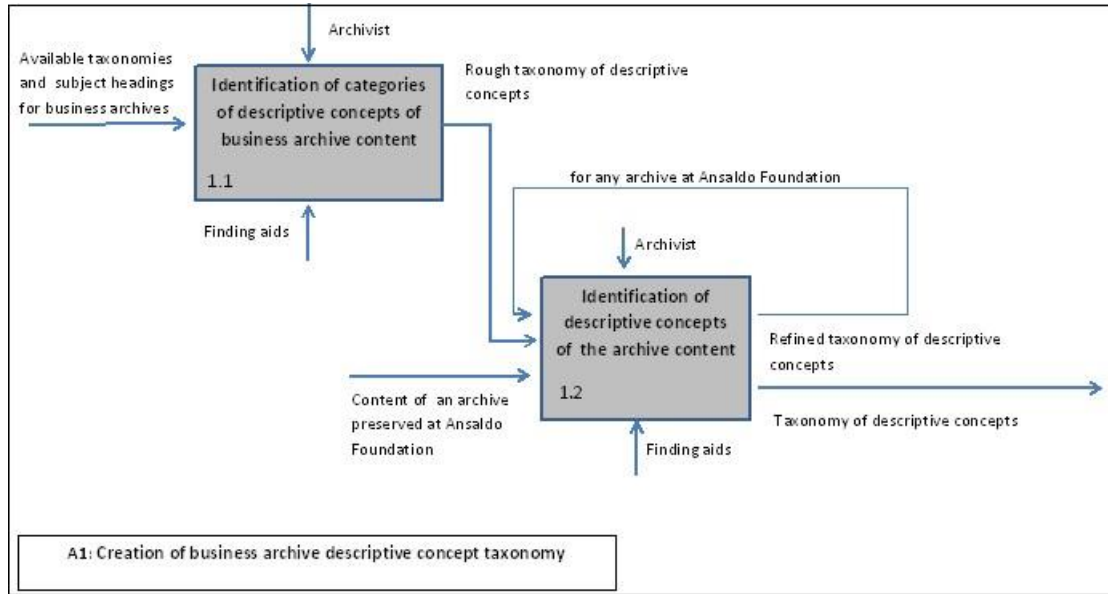 Archivist
Available taxonomies
and subject headings
for business archives
Identification of categories
of descriptive concepts of
business archive content
1.1
Rough taxonomy of descriptive
concepts
Finding aids
for any archive at Ansaldo Foundation
Archivist
Identification of
descriptive concepts
of the archive content
1.2
Refined taxonomy of descriptive
concepts
Content of an archive
preserved at Ansaldo
Foundation
Taxonomy of descriptive concepts
Finding aids
A1: Creation of business archive descriptive concept taxonomy